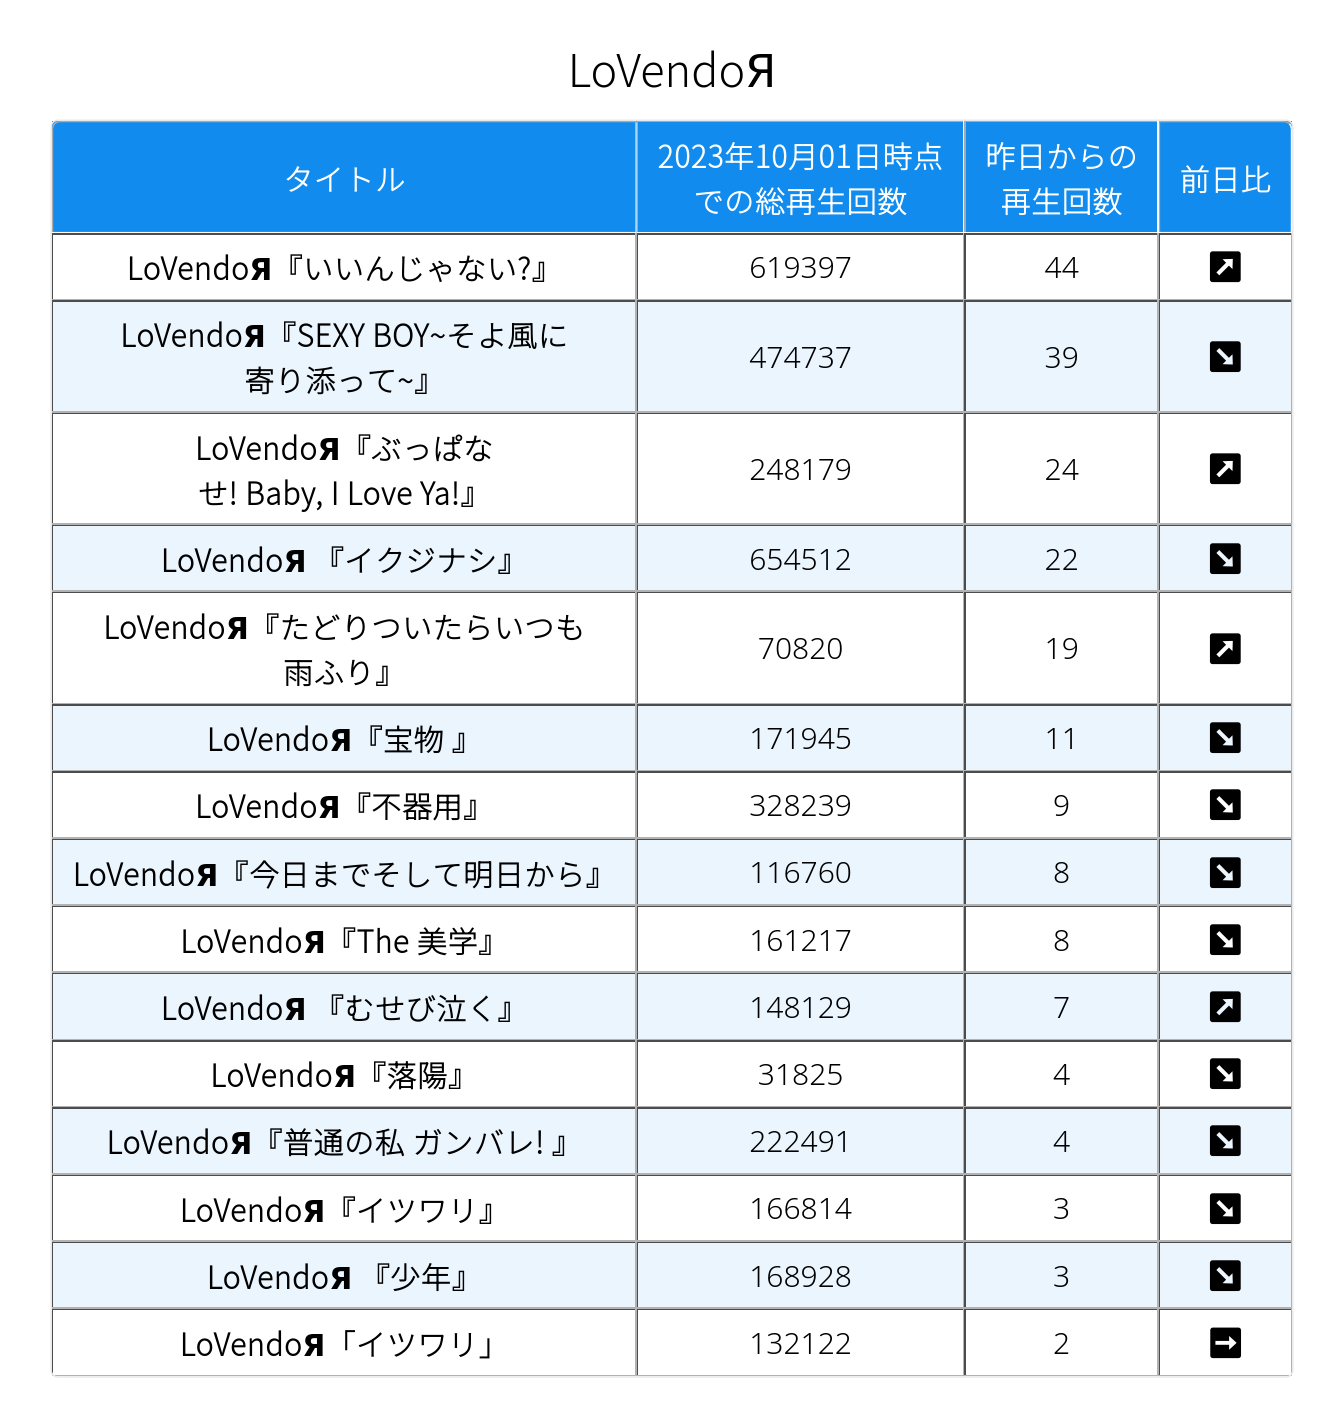 LoVendoЯ
タイトル
2023年10月01日時点
での総再生回数
昨日からの
再生回数
前日比
LoVendoЯ『いいんじゃない?』 619397 44 ↗
LoVendoЯ『SEXY BOY~そよ風に
寄り添って~』 474737 39 ↘
LoVendoЯ『ぶっぱな
せ! Baby, I Love Ya!』 248179 24 ↗
LoVendoЯ 『イクジナシ』 654512 22 ↘
LoVendoЯ『たどりついたらいつも
雨ふり』 70820 19 ↗
LoVendoЯ『宝物 』 171945 11 ↘
LoVendoЯ『不器用』 328239 9 ↘
LoVendoЯ『今日までそして明日から』 116760 8 ↘
LoVendoЯ『The 美学』 161217 8 ↘
LoVendoЯ 『むせび泣く』 148129 7 ↗
LoVendoЯ『落陽』 31825 4 ↘
LoVendoЯ『普通の私 ガンバレ! 』 222491 4 ↘
LoVendoЯ『イツワリ』 166814 3 ↘
LoVendoЯ 『少年』 168928 3 ↘
LoVendoЯ「イツワリ」 132122 2 →